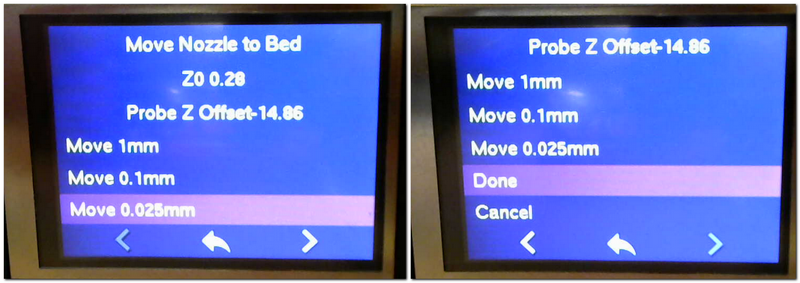 Move Nozzle to Bed
Z0 0.28
Probe Z Offset-14.86
Move 1mm
Move 0.1mm
Move 0.025mm
Probe Z Offset-14.86
Move 1mm
Move 0.1mm
Move 0.025mm
Done
Cancel